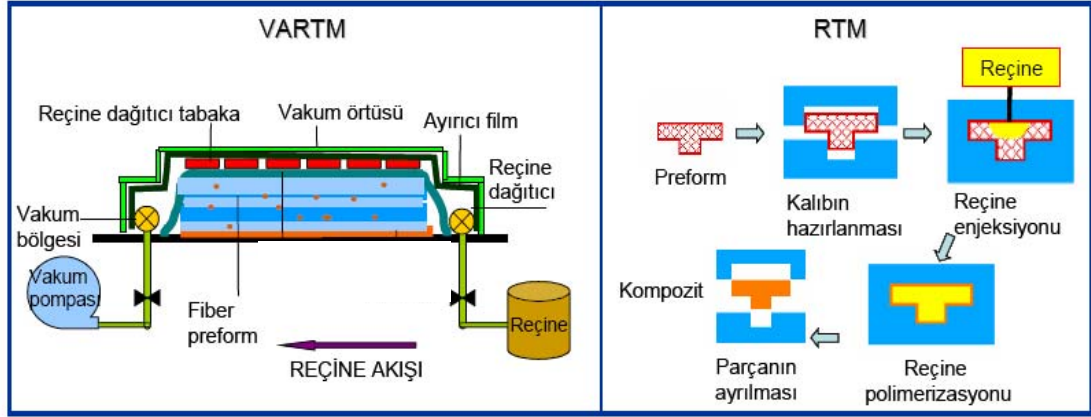 VARTM
Reçine dağıtıcı tabaka
Vakum örtüsü
Ayırıcı film
Reçine
dağıtıcı
Vakum
bölgesi
Vakum
pompası
Fiber
preform
Reçine
REÇİNE AKIŞI
RTM
Reçine
Preform
Kalıbın
hazırlanması
Reçine
enjeksiyonu
Kompozit
Parçanın
ayrılması
Reçine
polimerizasyonu